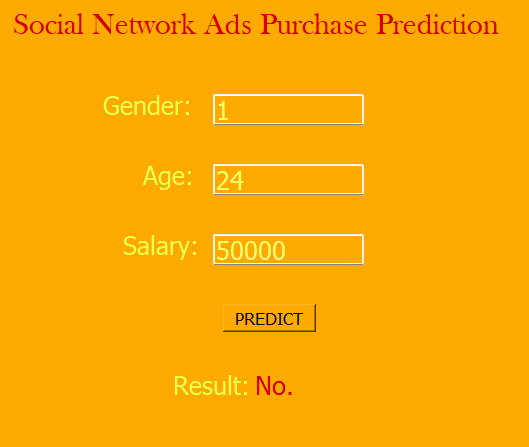 Social Network Ads Purchase Prediction
Gender: 1
Age: 24
Salary: 50000
PREDICT
Result: No.